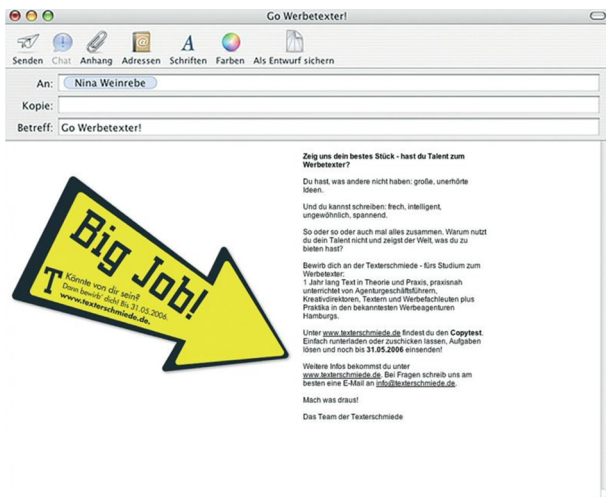 Go Werbetexter!
Senden Chat Anhang Adressen Schriften Farben Als Entwurf sichern
An: Nina Weinrebe
Kopie:
Betreff: Go Werbetexter!
Big Job!
T Könnte von dir sein?
Dann bewirb' dich! Bis 31.05.2006
www.texterschmiede.de.
Zeig uns dein bestes Stück - hast du Talent zum
Werbetexter?
Du hast, was andere nicht haben: große, unerhörte
Ideen.
Und du kannst schreiben: frech, intelligent,
ungewöhnlich, spannend.
So oder so oder auch mal alles zusammen. Warum nutzt
du dein Talent nicht und zeigst der Welt, was du zu
bieten hast?
Bewirb dich an der Texterschmiede - fürs Studium zum
Werbetexter:
1 Jahr lang Text in Theorie und Praxis, praxisnah
unterrichtet von Agenturgeschäftsführern,
Kreativdirektoren, Textern und Werbefachleuten plus
Praktika in den bekanntesten Werbeagenturen
Hamburgs.
Unter www.texterschmiede.de findest du den Copytest.
Einfach runterladen oder zuschicken lassen, Aufgaben
lösen und noch bis 31.05.2006 einsenden!
Weitere Infos bekommst du unter
www.texterschmiede.de. Bei Fragen schreib uns am
besten eine E-Mail an info@texterschmiede.de.
Mach was draus!
Das Team der Texterschmiede